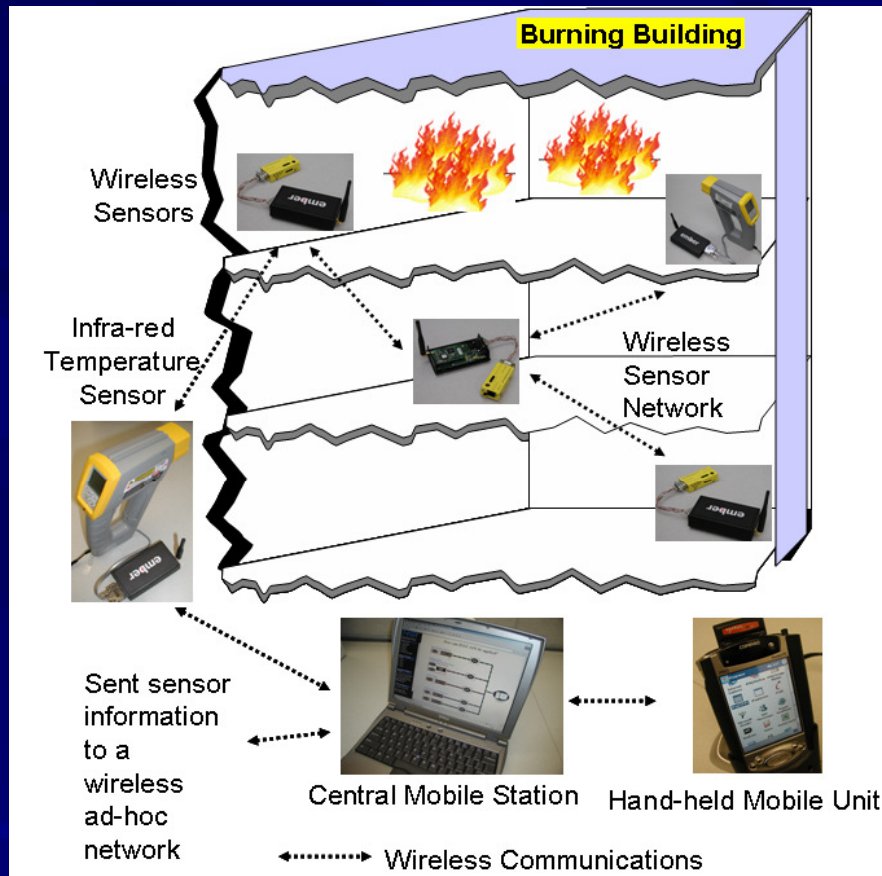 Burning Building
Wireless
Sensors
ember
ember
Infra-red
Temperature
Sensor
Wireless
Sensor
Network
ember
ember
Sent sensor
information
to a
wireless
ad-hoc
network
Central Mobile Station
Hand-held Mobile Unit
Wireless Communications